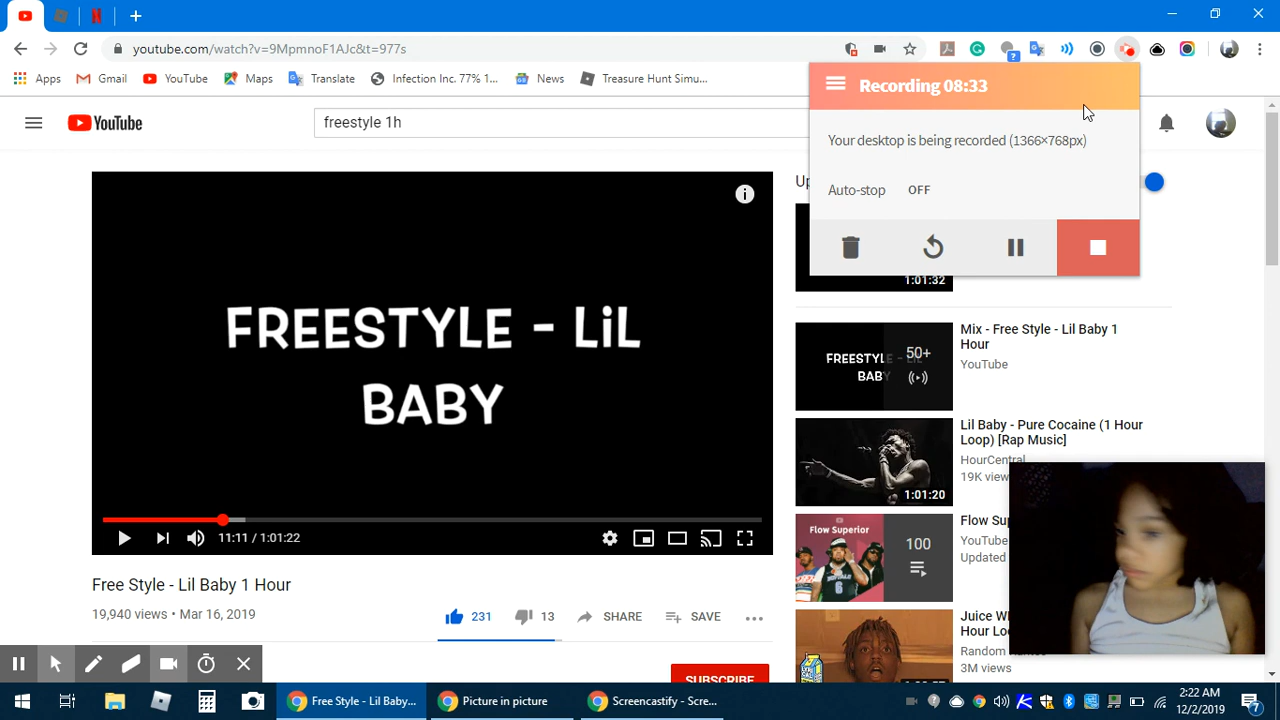 youtube.com/watch?v=9MpmnoF1AJc&t=977s
Apps
Gmail
YouTube
Maps
Translate
Infection Inc. 77% 1...
News
Treasure Hunt Simu...
Recording 08:33
Your desktop is being recorded (1366×768px)
Auto-stop OFF
YouTube
freestyle 1h
FREESTYLE - LiL
BABY
11:11 / 1:01:22
Free Style - Lil Baby 1 Hour
19,940 views • Mar 16, 2019
231
13
SHARE
SAVE
SUBSCRIBE
Up
1:01:32
FREESTYLE - LIL
BABY
50+
Mix - Free Style - Lil Baby 1
Hour
YouTube
Lil Baby - Pure Cocaine (1 Hour
Loop) [Rap Music]
HourCentral
19K view
1:01:20
Flow Superior
100
Flow Su
YouTube
Updated
Juice W
Hour Lo
Random
3M views
Free Style - Lil Baby...
Picture in picture
Screencastify - Scre...
2:22 AM
12/2/2019
7